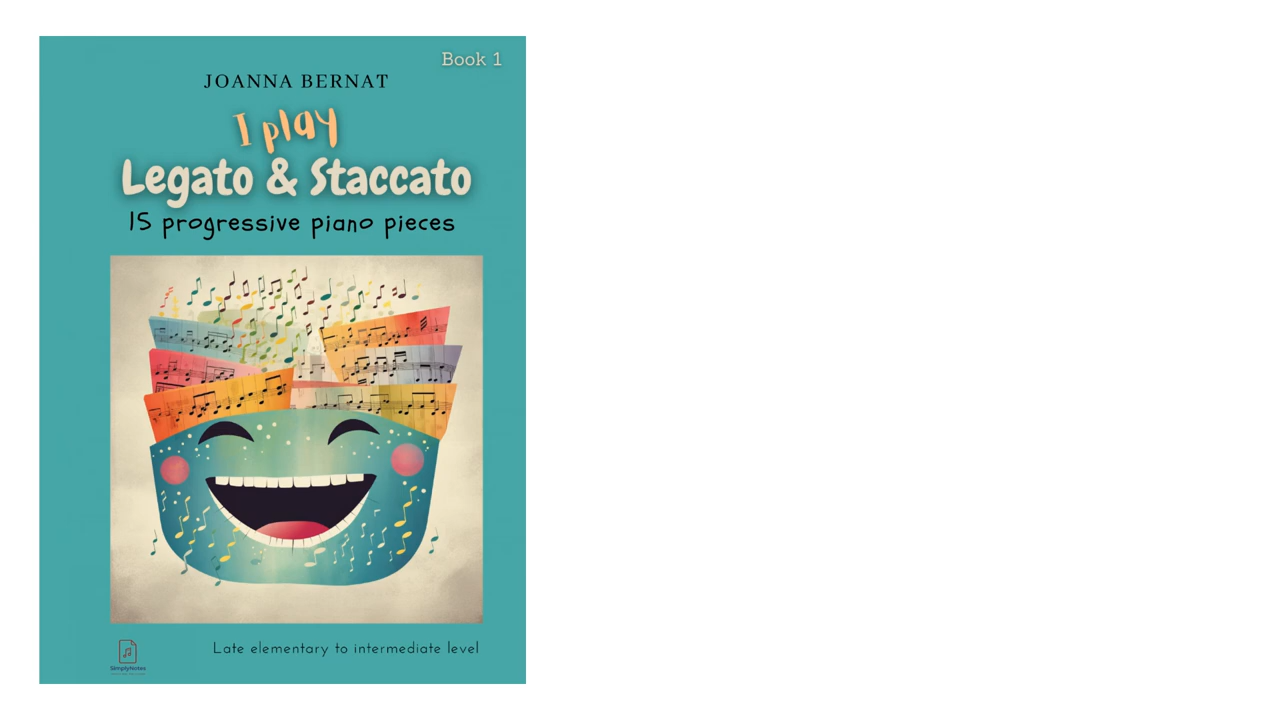 Book 1
JOANNA BERNAT
I play
Legato & Staccato
15 progressive piano pieces
Late elementary to intermediate level
SimplyNotes